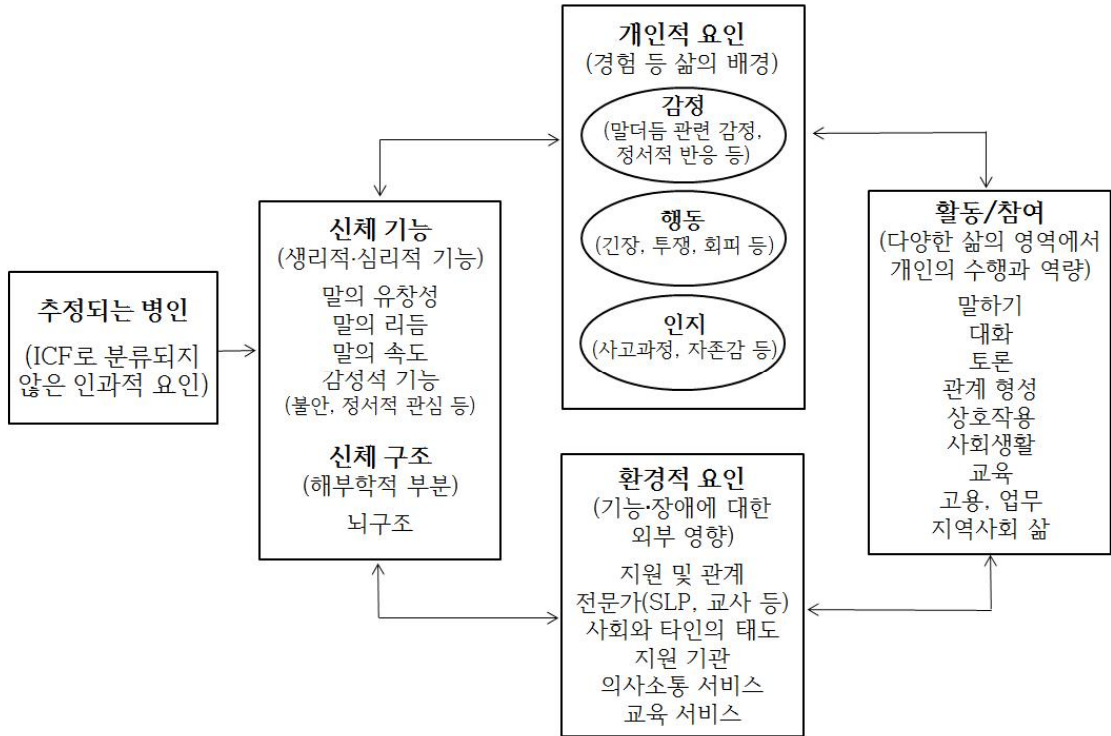 추정되는 병인
(ICF로 분류되지
않은 인과적 요인)
신체 기능
(생리적·심리적 기능)
말의 유창성
말의 리듬
말의 속도
감성석 기능
(불안, 정서적 관심 등)
신체 구조
(해부학적 부분)
뇌구조
개인적 요인
(경험 등 삶의 배경)
감정
(말더듬 관련 감정,
정서적 반응 등)
행동
(긴장, 투쟁, 회피 등)
인지
(사고과정, 자존감 등)
환경적 요인
(기능·장애에 대한
외부 영향)
지원 및 관계
전문가(SLP, 교사 등)
사회와 타인의 태도
지원 기관
의사소통 서비스
교육 서비스
활동/참여
(다양한 삶의 영역에서
개인의 수행과 역량)
말하기
대화
토론
관계 형성
상호작용
사회생활
교육
고용, 업무
지역사회 삶